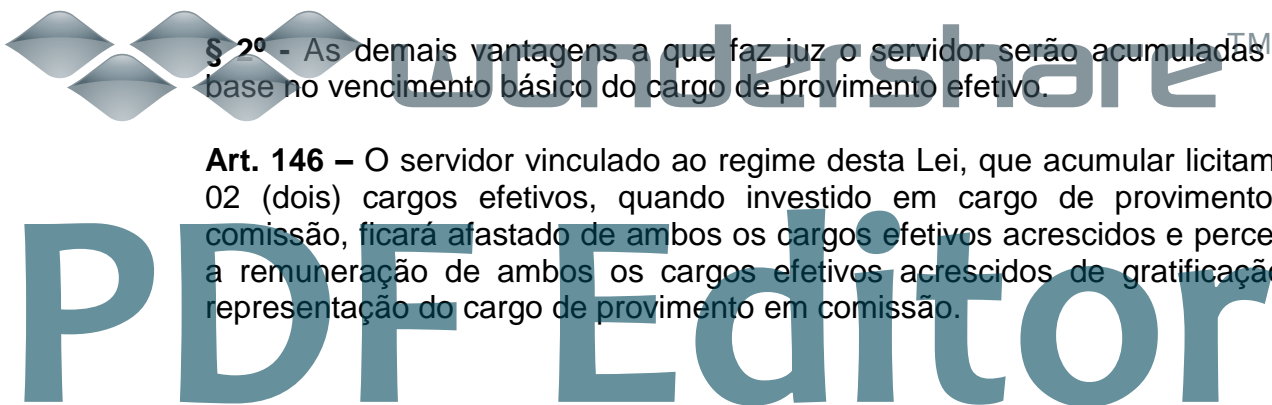 § 2º - As demais vantagens a que faz juz o servidor serão acumuladas
base no vencimento básico do cargo de provimento efetivo.
Art. 146 – O servidor vinculado ao regime desta Lei, que acumular licitam
02 (dois) cargos efetivos, quando investido em cargo de provimento
comissão, ficará afastado de ambos os cargos efetivos acrescidos e perce
a remuneração de ambos os cargos efetivos acrescidos de gratificaçã
representação do cargo de provimento em comissão.
wondershare™
PDF Editor